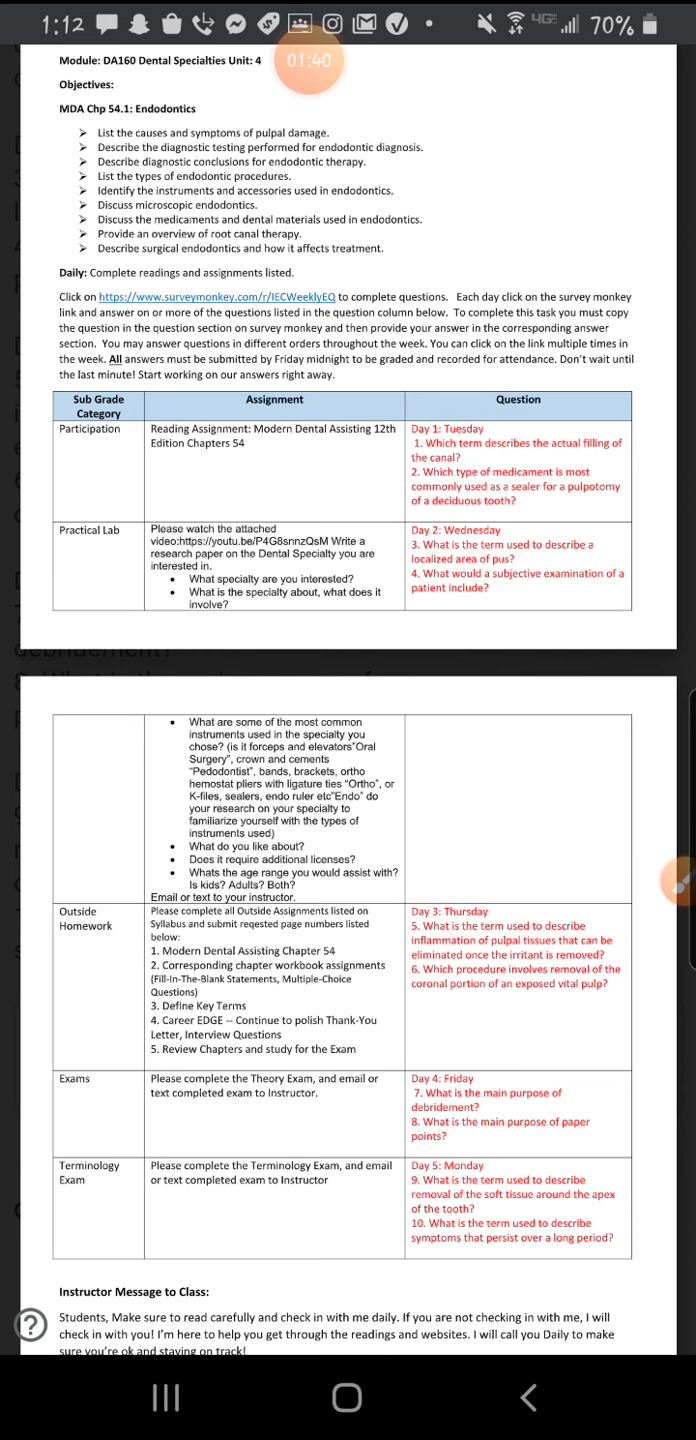 1:12
70%
01:40
Module: DA160 Dental Specialties Unit: 4
Objectives:
MDA Chp 54.1: Endodontics
➢ List the causes and symptoms of pulpal damage.
➢ Describe the diagnostic testing performed for endodontic diagnosis.
➢ Describe diagnostic conclusions for endodontic therapy.
➢ List the types of endodontic procedures.
➢ Identify the instruments and accessories used in endodontics.
➢ Discuss microscopic endodontics.
➢ Discuss the medicaments and dental materials used in endodontics.
➢ Provide an overview of root canal therapy.
➢ Describe surgical endodontics and how it affects treatment.
Daily: Complete readings and assignments listed.
Click on https://www.surveymonkey.com/r/IECWeeklyEQ to complete questions. Each day click on the survey monkey
link and answer on or more of the questions listed in the question column below. To complete this task you must copy
the question in the question section on survey monkey and then provide your answer in the corresponding answer
section. You may answer questions in different orders throughout the week. You can click on the link multiple times in
the week. All answers must be submitted by Friday midnight to be graded and recorded for attendance. Don't wait until
the last minute! Start working on our answers right away.
Sub Grade
Category
Assignment
Question
Participation
Reading Assignment: Modern Dental Assisting 12th
Edition Chapters 54
Day 1: Tuesday
1. Which term describes the actual filling of
the canal?
2. Which type of medicament is most
commonly used as a sealer for a pulpotomy
of a deciduous tooth?
Practical Lab
Please watch the attached
video:https://youtu.be/P4G8snnzQsM Write a
research paper on the Dental Specialty you are
interested in.
• What specialty are you interested?
• What is the specialty about, what does it
involve?
Day 2: Wednesday
3. What is the term used to describe a
localized area of pus?
4. What would a subjective examination of a
patient include?
• What are some of the most common
instruments used in the specialty you
chose? (is it forceps and elevators"Oral
Surgery", crown and cements
"Pedodontist", bands, brackets, ortho
hemostat pliers with ligature ties "Ortho", or
K-files, sealers, endo ruler etc"Endo" do
your research on your specialty to
familiarize yourself with the types of
instruments used)
• What do you like about?
• Does it require additional licenses?
• Whats the age range you would assist with?
Is kids? Adults? Both?
Email or text to your instructor.
Outside
Homework
Please complete all Outside Assignments listed on
Syllabus and submit reqested page numbers listed
below:
1. Modern Dental Assisting Chapter 54
2. Corresponding chapter workbook assignments
(Fill-In-The-Blank Statements, Multiple-Choice
Questions)
3. Define Key Terms
4. Career EDGE -- Continue to polish Thank-You
Letter, Interview Questions
5. Review Chapters and study for the Exam
Day 3: Thursday
5. What is the term used to describe
inflammation of pulpal tissues that can be
eliminated once the irritant is removed?
6. Which procedure involves removal of the
coronal portion of an exposed vital pulp?
Exams
Please complete the Theory Exam, and email or
text completed exam to Instructor.
Day 4: Friday
7. What is the main purpose of
debridement?
8. What is the main purpose of paper
points?
Terminology
Exam
Please complete the Terminology Exam, and email
or text completed exam to Instructor
Day 5: Monday
9. What is the term used to describe
removal of the soft tissue around the apex
of the tooth?
10. What is the term used to describe
symptoms that persist over a long period?
Instructor Message to Class:
Students, Make sure to read carefully and check in with me daily. If you are not checking in with me, I will
check in with you! I'm here to help you get through the readings and websites. I will call you Daily to make
sure you're ok and staying on track!